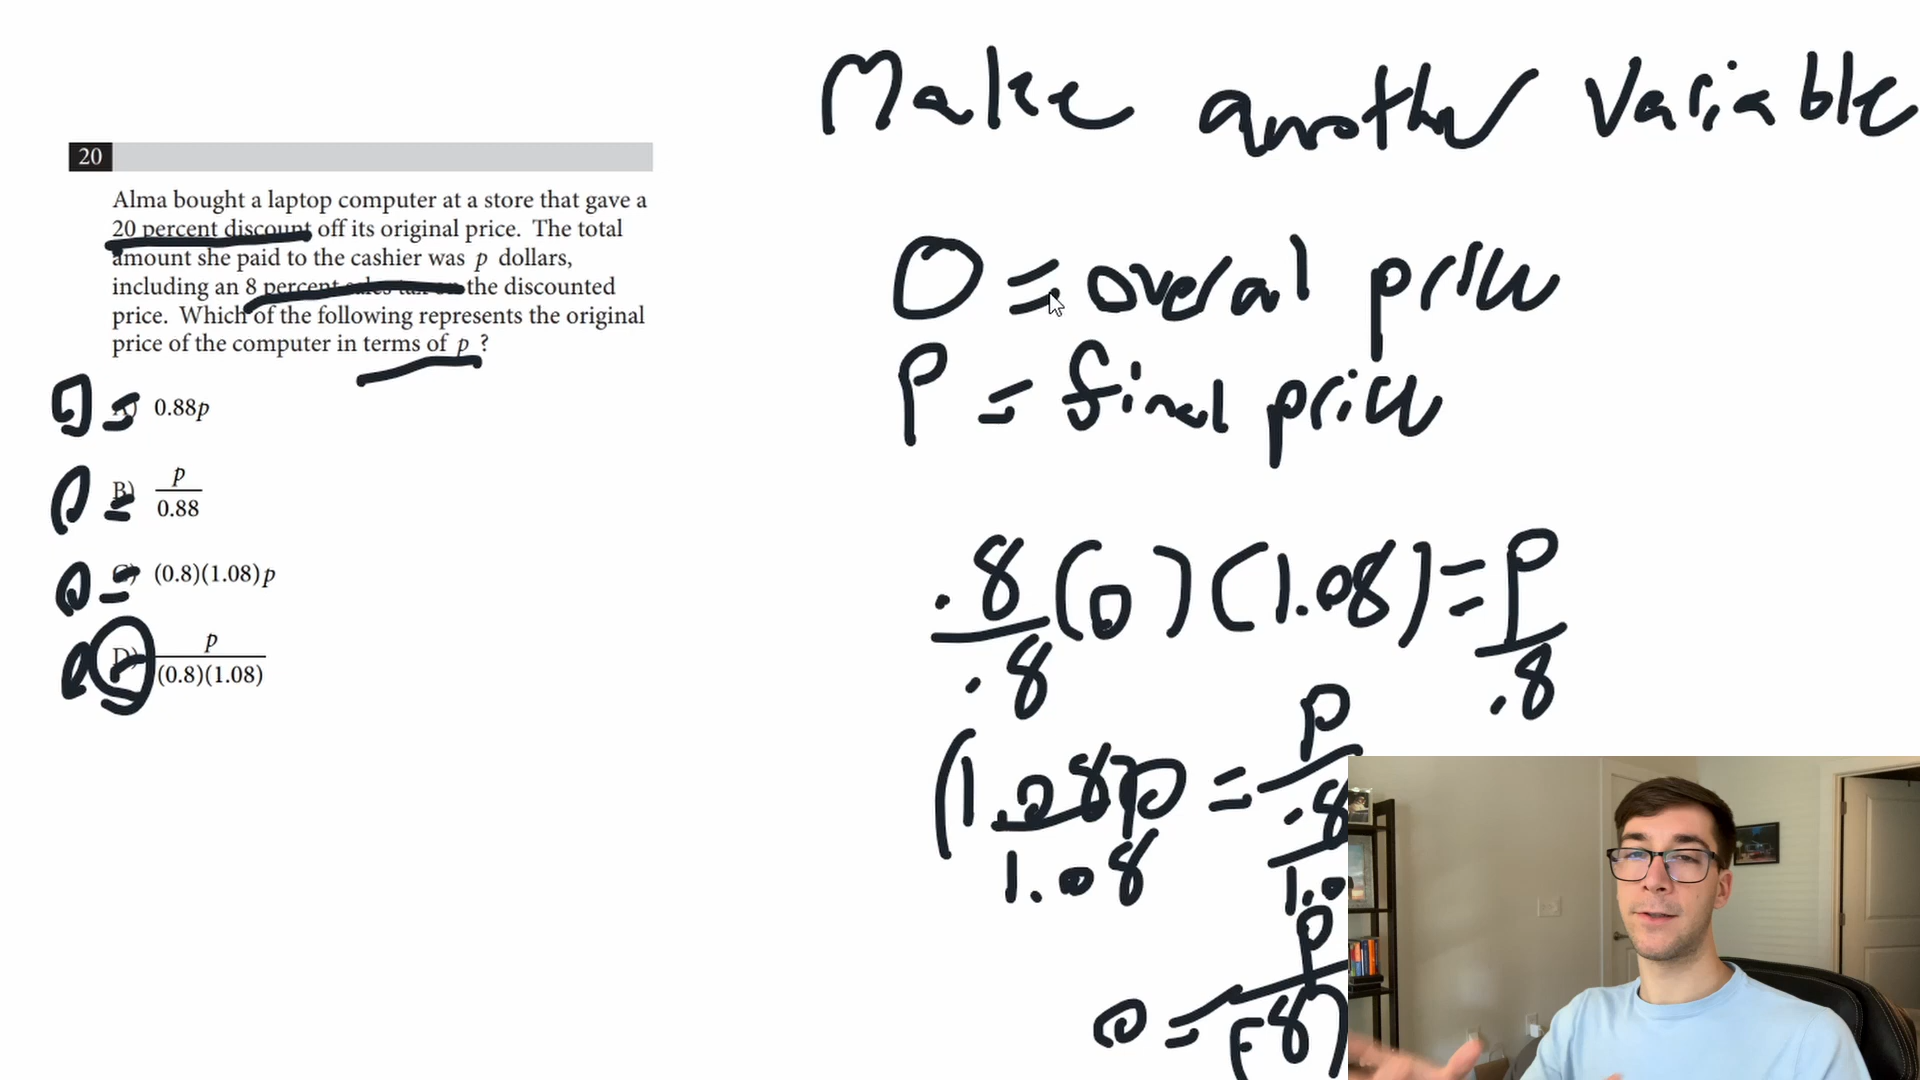 Make another variable
20
Alma bought a laptop computer at a store that gave a
20 percent discount off its original price. The total
amount she paid to the cashier was p dollars,
including an 8 percent sales tax on the discounted
price. Which of the following represents the original
price of the computer in terms of p ?
O = overal price
P = final price
O = A) 0.88p
O = B) p
0.88
O = C) (0.8)(1.08)p
O = D) p
(0.8)(1.08)
.8(O)(1.08) = P
.8 .8
(1.08)O = P
.8
1.08 1.0
O = P
(.8)